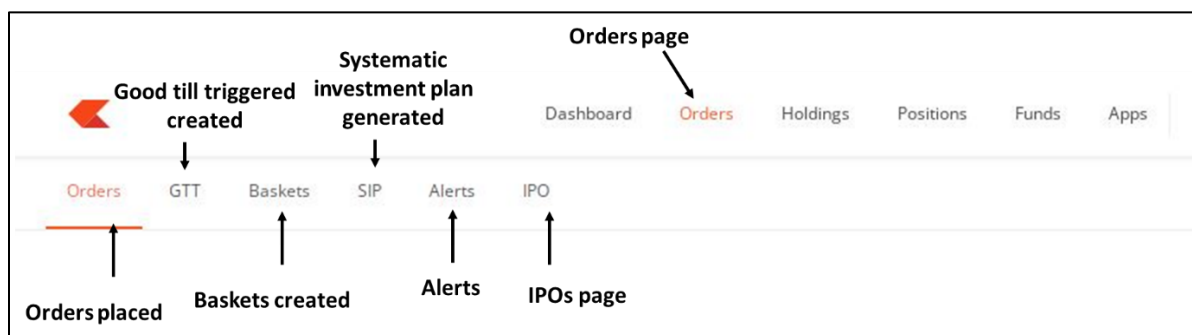 Orders page
Systematic
investment plan
generated
Good till triggered
created
Dashboard Orders Holdings Positions Funds Apps
Orders GTT Baskets SIP Alerts IPO
Orders placed
Baskets created
Alerts
IPOs page